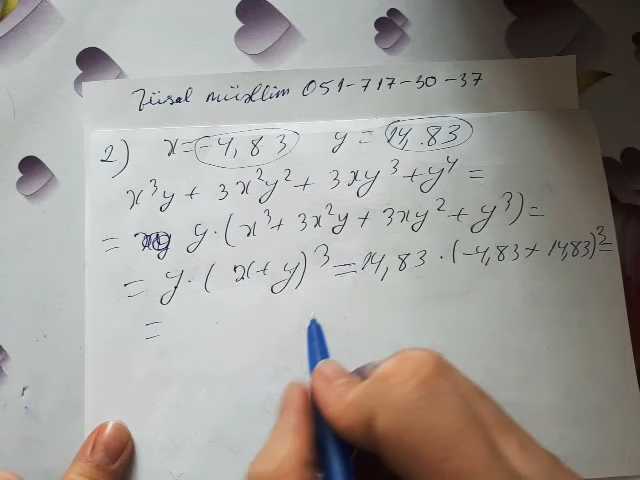 Züsal müəllim 051-717-30-37
2) x=-4,83 y=14.83
x³y + 3x²y² + 3xy³ + y⁴ =
= y·(x³+3x²y+3xy²+y³)=
= y·(x+y)³=14,83·(-4,83+14,83)³=
=